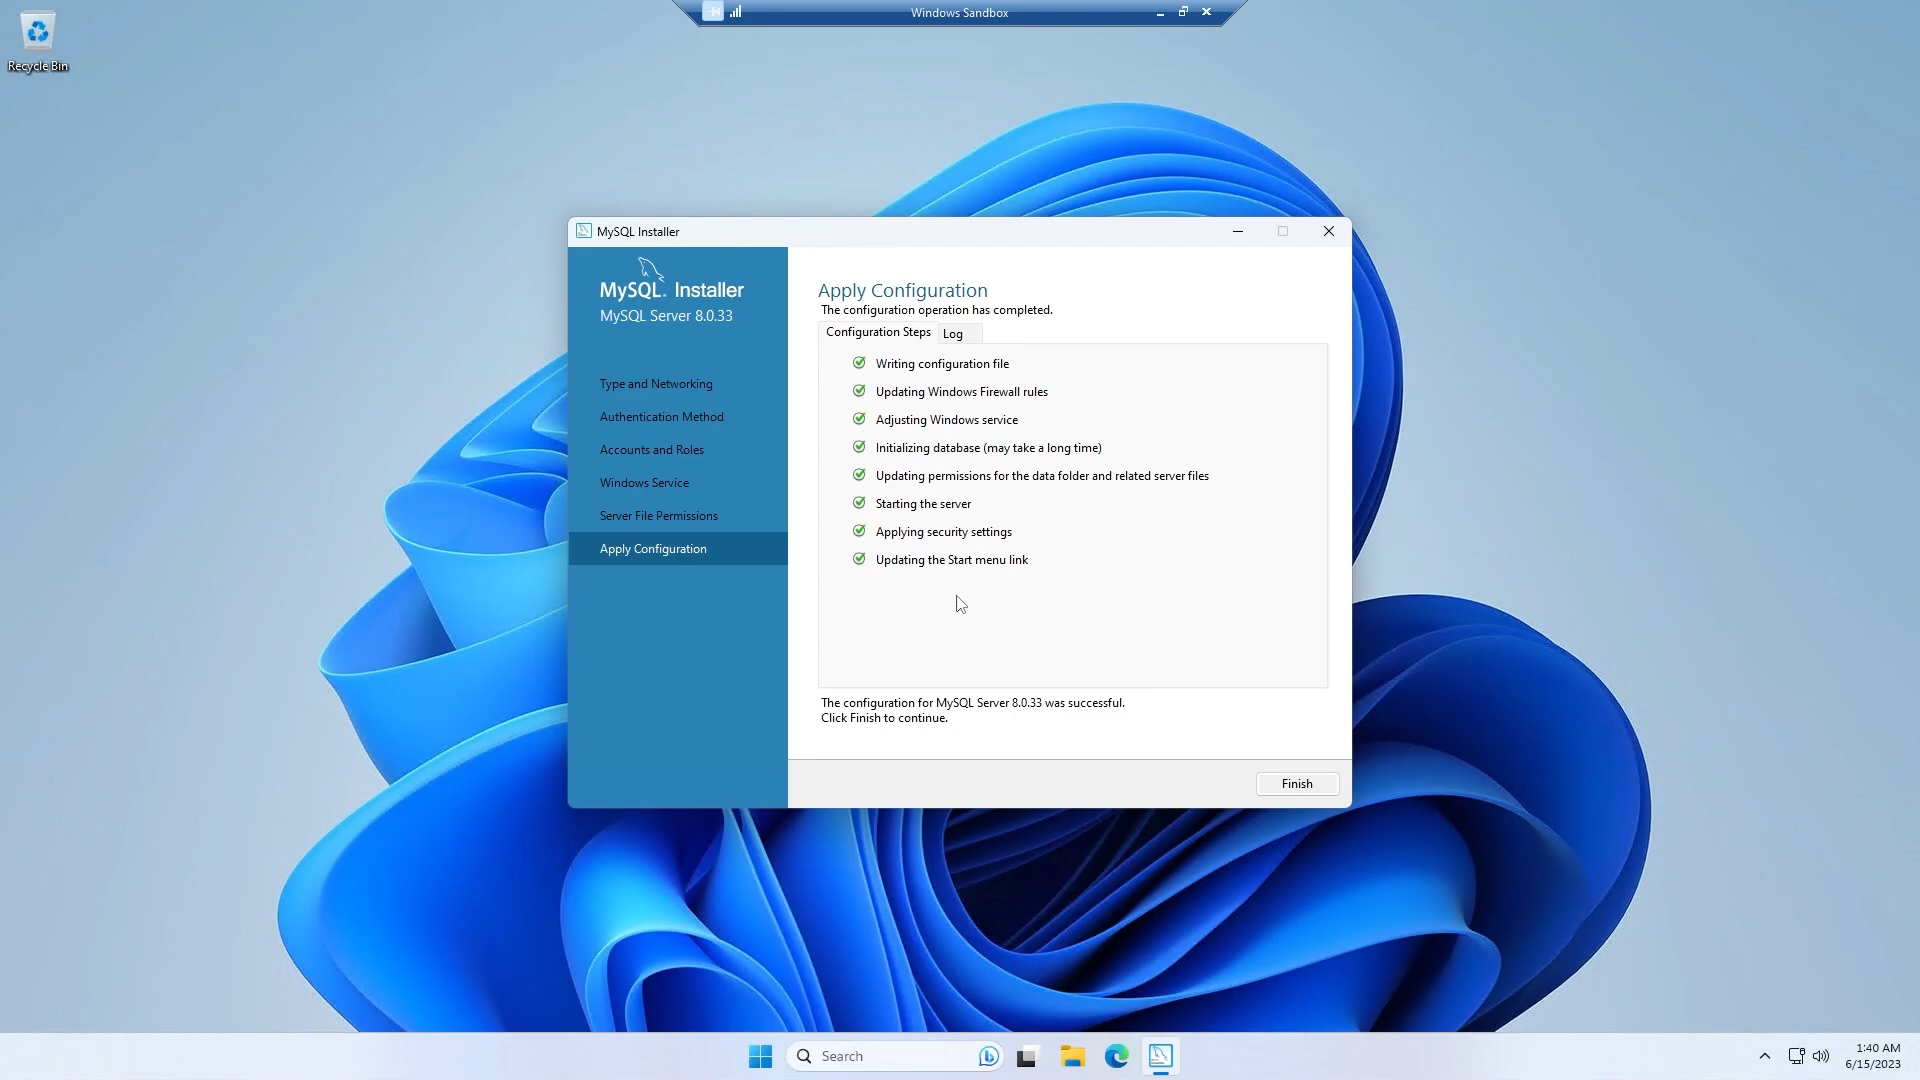 Windows Sandbox
Recycle Bin
MySQL Installer
MySQL® Installer
MySQL Server 8.0.33
Type and Networking
Authentication Method
Accounts and Roles
Windows Service
Server File Permissions
Apply Configuration
Apply Configuration
The configuration operation has completed.
Configuration Steps
Log
Writing configuration file
Updating Windows Firewall rules
Adjusting Windows service
Initializing database (may take a long time)
Updating permissions for the data folder and related server files
Starting the server
Applying security settings
Updating the Start menu link
The configuration for MySQL Server 8.0.33 was successful.
Click Finish to continue.
Finish
Search
1:40 AM
6/15/2023